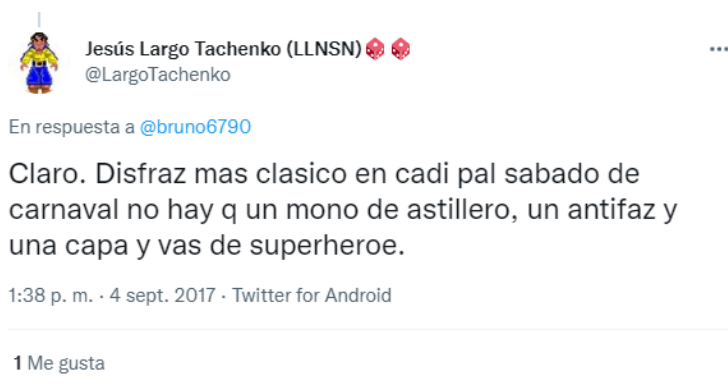 Jesús Largo Tachenko (LLNSN)
@LargoTachenko
En respuesta a @bruno6790
Claro. Disfraz mas clasico en cadi pal sabado de
carnaval no hay q un mono de astillero, un antifaz y
una capa y vas de superheroe.
1:38 p. m. · 4 sept. 2017 · Twitter for Android
1 Me gusta